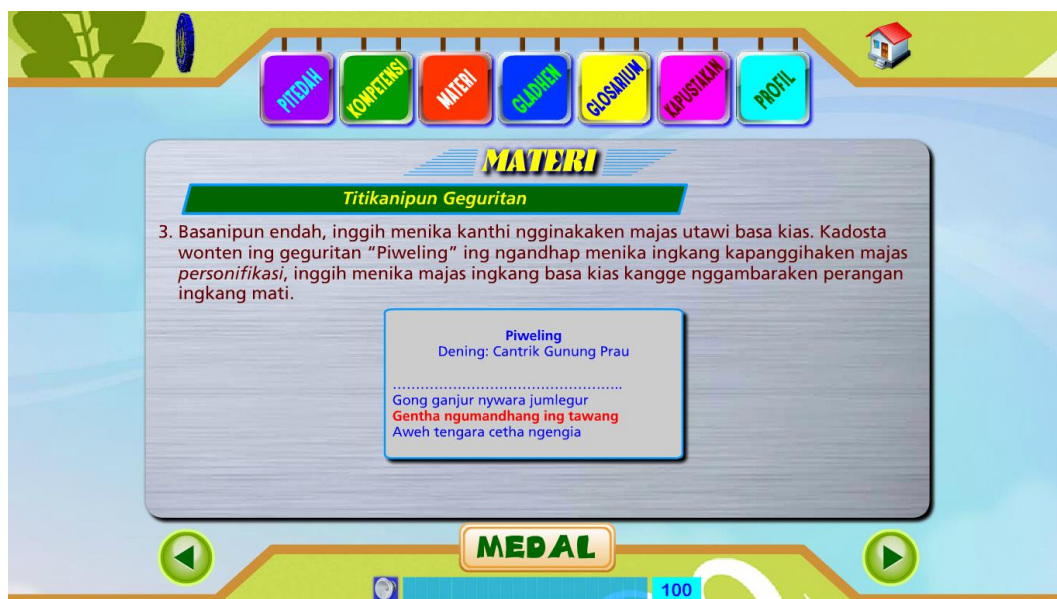 PITEDAH
KOMPETENSI
MATERI
GLADHEN
GLOSARIUM
KAPUSTAKAN
PROFIL
MATERI
Titikanipun Geguritan
3. Basanipun endah, inggih menika kanthi ngginakaken majas utawi basa kias. Kadosta
wonten ing geguritan “Piweling” ing ngandhap menika ingkang kapanggihaken majas
personifikasi, inggih menika majas ingkang basa kias kangge nggambaraken perangan
ingkang mati.
Piweling
Dening: Cantrik Gunung Prau
......................................................
Gong ganjur nywara jumlegur
Gentha ngumandhang ing tawang
Aweh tengara cetha ngengia
MEDAL
100